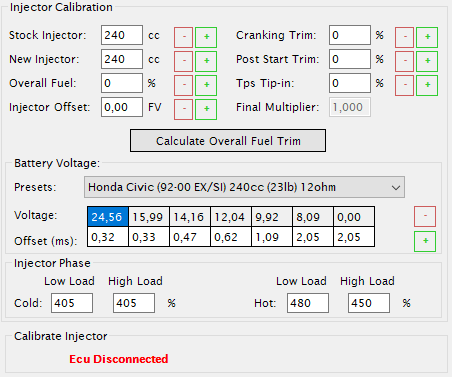 Injector Calibration
Stock Injector: 240 cc - + Cranking Trim: 0 % - +
New Injector: 240 cc - + Post Start Trim: 0 % - +
Overall Fuel: 0 % - + Tps Tip-in: 0 % - +
Injector Offset: 0,00 FV - + Final Multiplier: 1,000
Calculate Overall Fuel Trim
Battery Voltage:
Presets: Honda Civic (92-00 EX/SI) 240cc (23lb) 12ohm
Voltage: 24,56 15,99 14,16 12,04 9,92 8,09 0,00 -
Offset (ms): 0,32 0,33 0,47 0,62 1,09 2,05 2,05 +
Injector Phase
Low Load High Load Low Load High Load
Cold: 405 405 % Hot: 480 450 %
Calibrate Injector
Ecu Disconnected